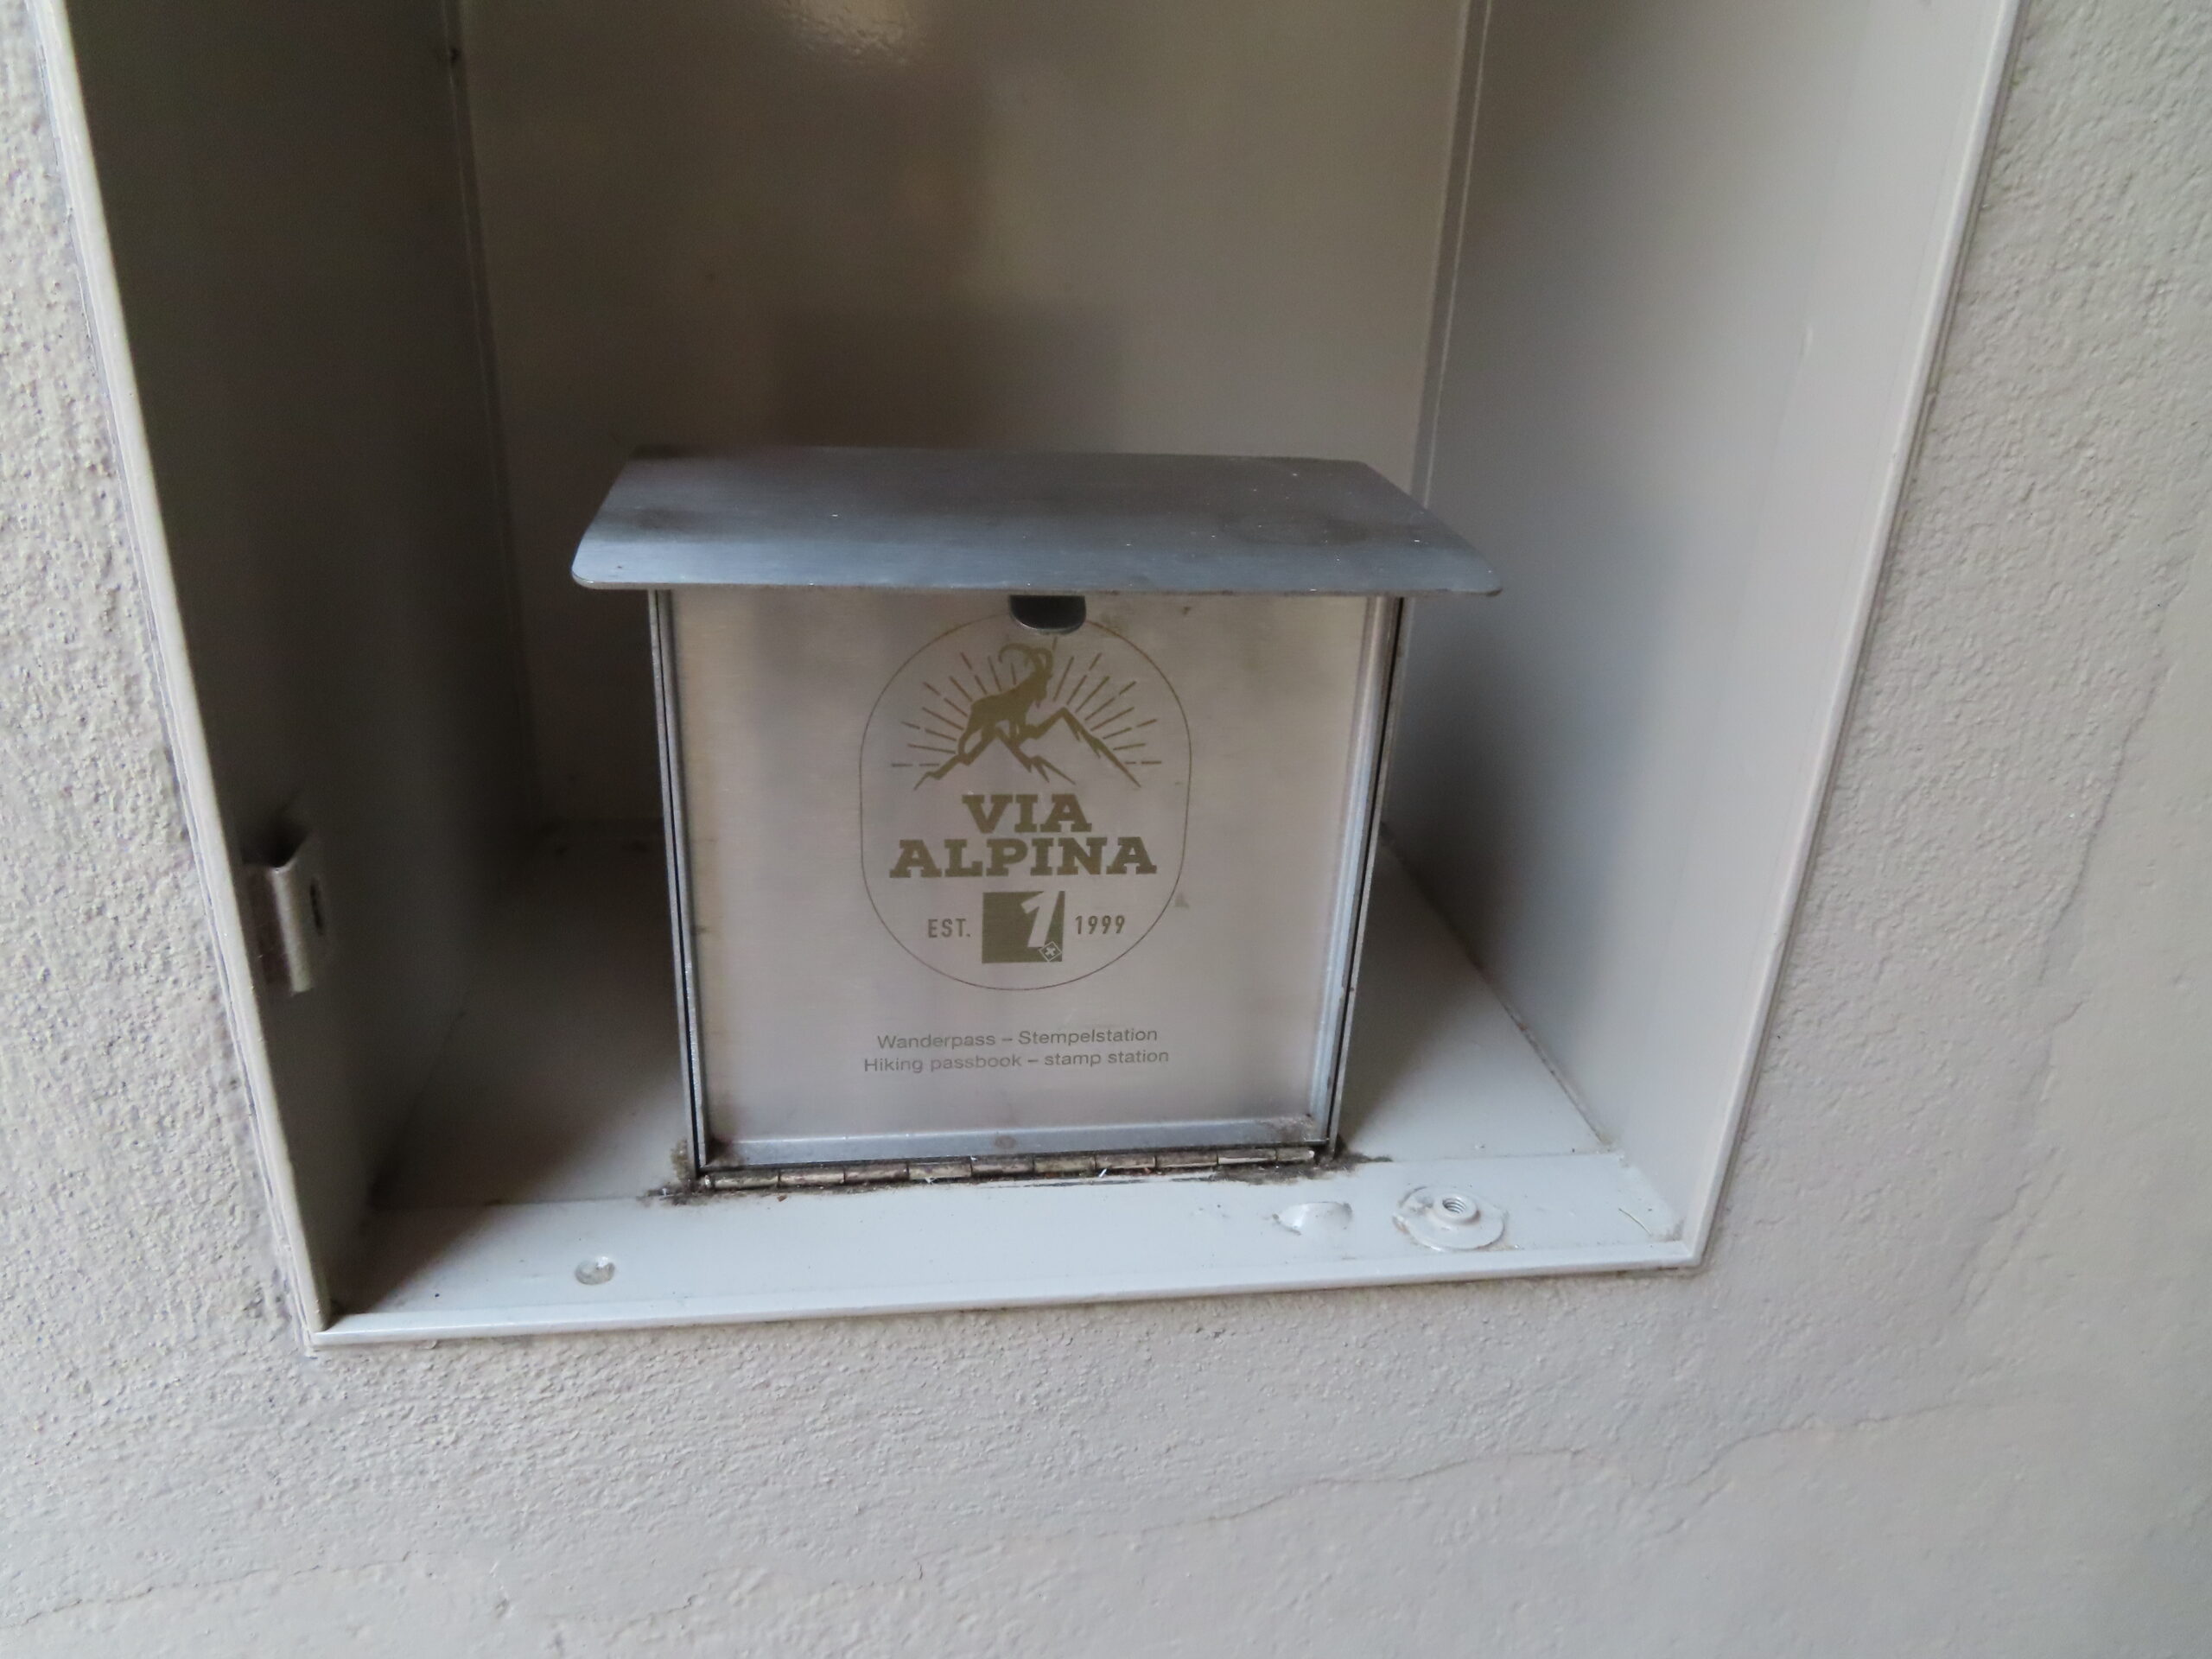 VIA
ALPINA
EST. 1 1999
Wanderpass – Stempelstation
Hiking passbook – stamp station